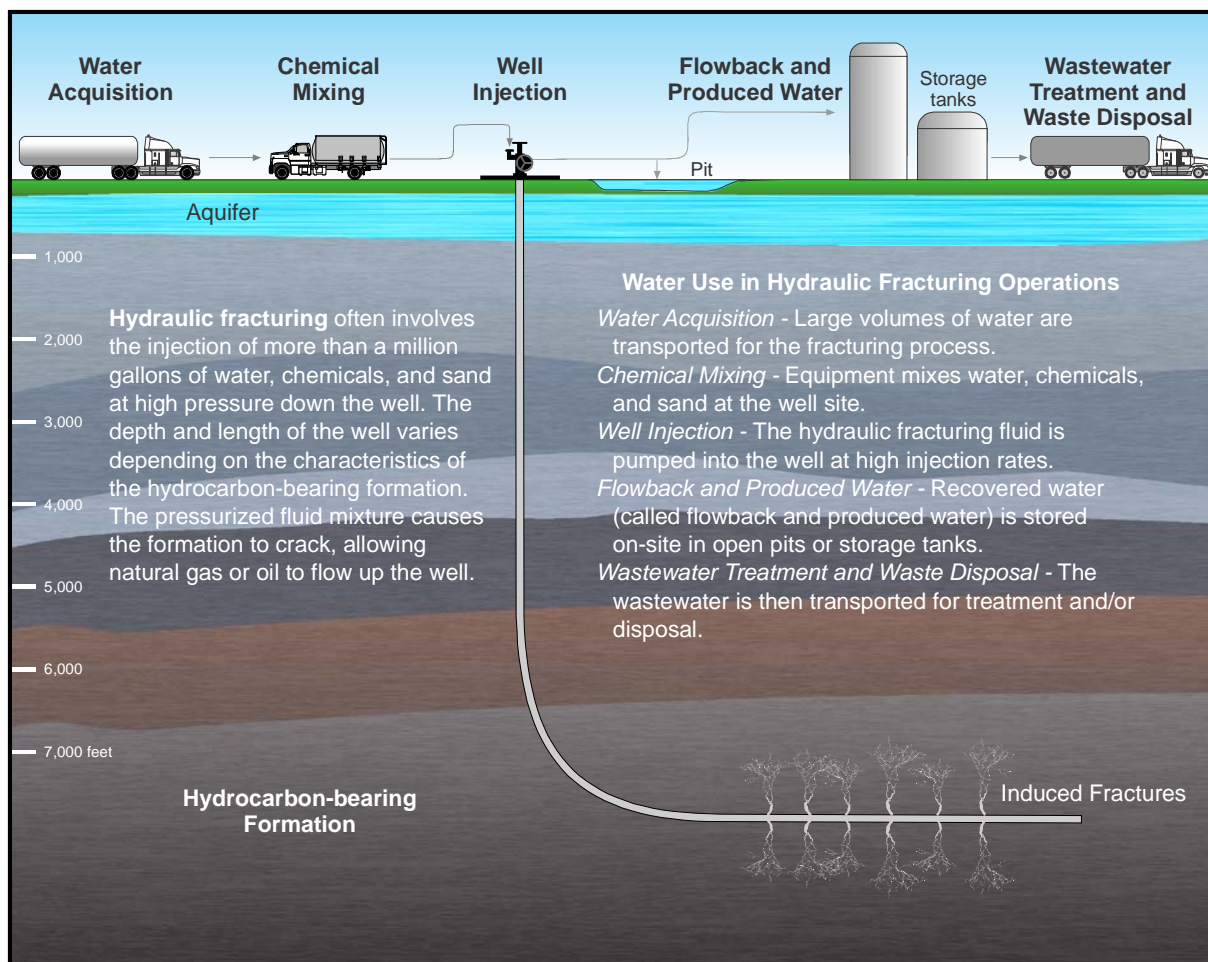 Water
Acquisition
Chemical
Mixing
Well
Injection
Flowback and
Produced Water
Storage
tanks
Wastewater
Treatment and
Waste Disposal
Pit
Aquifer
1,000
2,000
3,000
4,000
5,000
6,000
7,000 feet
Hydraulic fracturing often involves
the injection of more than a million
gallons of water, chemicals, and sand
at high pressure down the well. The
depth and length of the well varies
depending on the characteristics of
the hydrocarbon-bearing formation.
The pressurized fluid mixture causes
the formation to crack, allowing
natural gas or oil to flow up the well.
Water Use in Hydraulic Fracturing Operations
Water Acquisition - Large volumes of water are
transported for the fracturing process.
Chemical Mixing - Equipment mixes water, chemicals,
and sand at the well site.
Well Injection - The hydraulic fracturing fluid is
pumped into the well at high injection rates.
Flowback and Produced Water - Recovered water
(called flowback and produced water) is stored
on-site in open pits or storage tanks.
Wastewater Treatment and Waste Disposal - The
wastewater is then transported for treatment and/or
disposal.
Hydrocarbon-bearing
Formation
Induced Fractures